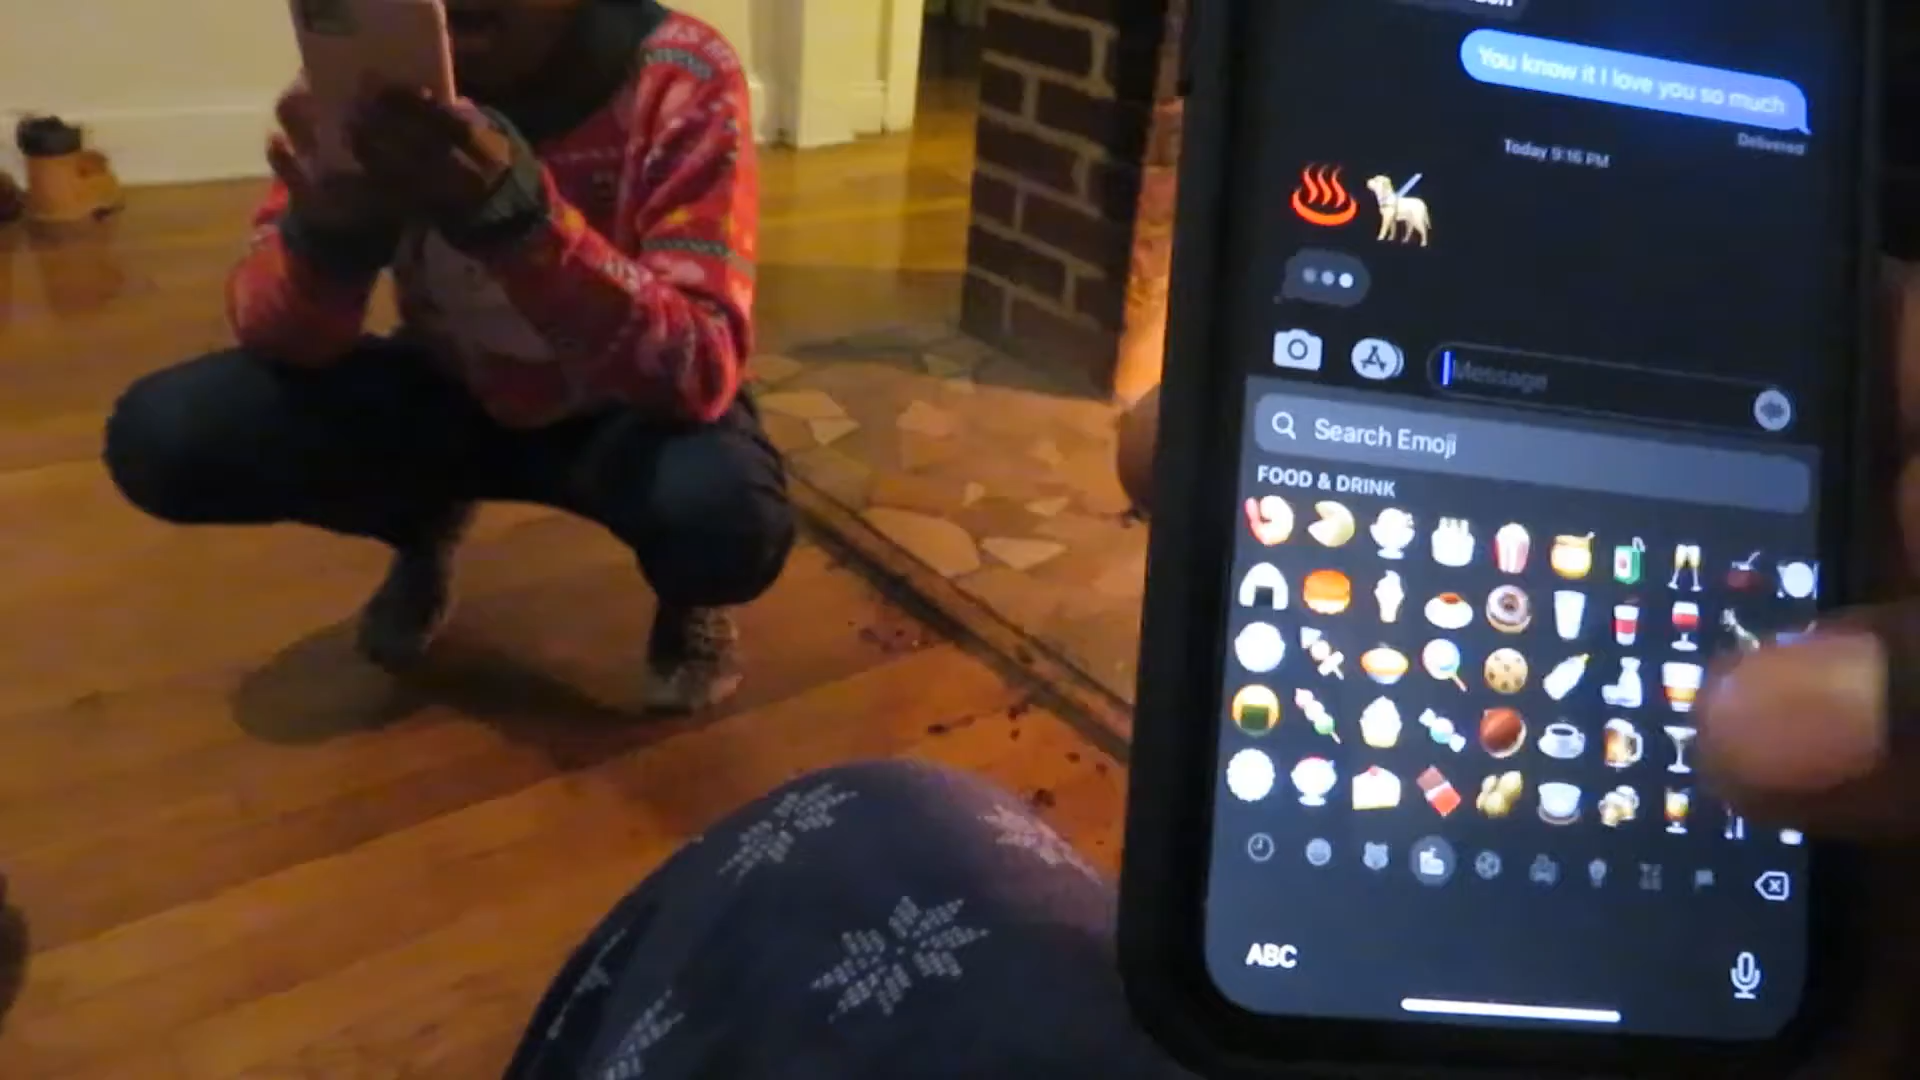 You know it I love you so much
Delivered
Today 9:16 PM
Message
Search Emoji
FOOD & DRINK
ABC